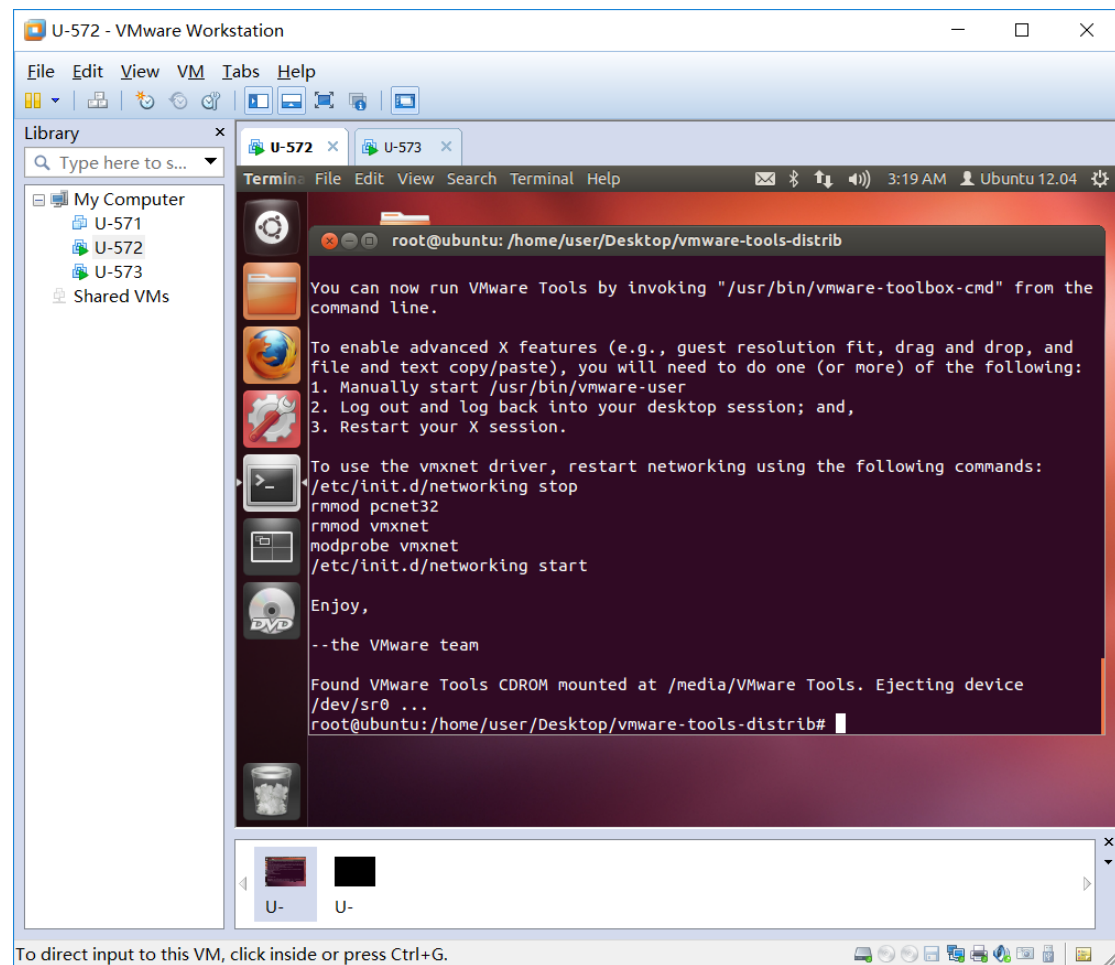 U-572 - VMware Workstation
File Edit View VM Tabs Help
Library
Type here to s...
My Computer
U-571
U-572
U-573
Shared VMs
U-572 U-573
Termina File Edit View Search Terminal Help 3:19 AM Ubuntu 12.04
root@ubuntu: /home/user/Desktop/vmware-tools-distrib
You can now run VMware Tools by invoking "/usr/bin/vmware-toolbox-cmd" from the
command line.
To enable advanced X features (e.g., guest resolution fit, drag and drop, and
file and text copy/paste), you will need to do one (or more) of the following:
1. Manually start /usr/bin/vmware-user
2. Log out and log back into your desktop session; and,
3. Restart your X session.
To use the vmxnet driver, restart networking using the following commands:
/etc/init.d/networking stop
rmmod pcnet32
rmmod vmxnet
modprobe vmxnet
/etc/init.d/networking start
Enjoy,
--the VMware team
Found VMware Tools CDROM mounted at /media/VMware Tools. Ejecting device
/dev/sr0 ...
root@ubuntu:/home/user/Desktop/vmware-tools-distrib#
DVD
U- U-
To direct input to this VM, click inside or press Ctrl+G.